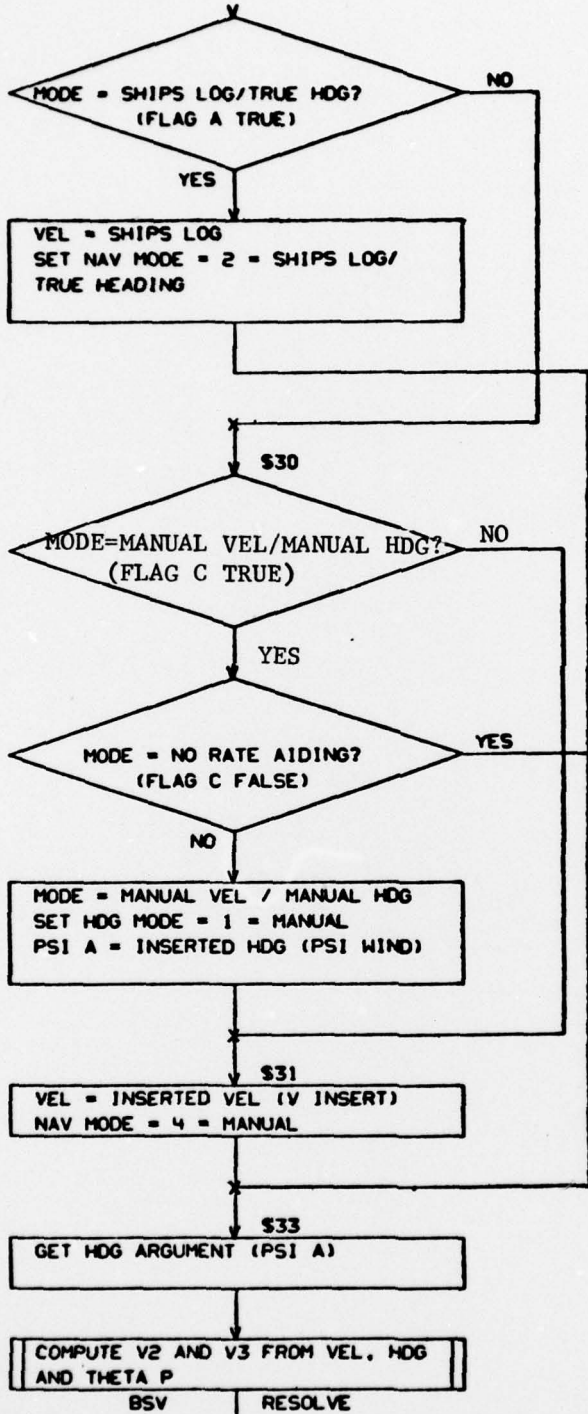 MODE = SHIPS LOG/TRUE HDG?
(FLAG A TRUE)
NO
YES
VEL = SHIPS LOG
SET NAV MODE = 2 = SHIPS LOG/
TRUE HEADING
$30
MODE=MANUAL VEL/MANUAL HDG?
(FLAG C TRUE)
NO
YES
MODE = NO RATE AIDING?
(FLAG C FALSE)
YES
NO
MODE = MANUAL VEL / MANUAL HDG
SET HDG MODE = 1 = MANUAL
PSI A = INSERTED HDG (PSI WIND)
$31
VEL = INSERTED VEL (V INSERT)
NAV MODE = 4 = MANUAL
$33
GET HDG ARGUMENT (PSI A)
COMPUTE V2 AND V3 FROM VEL, HDG
AND THETA P
BSV RESOLVE